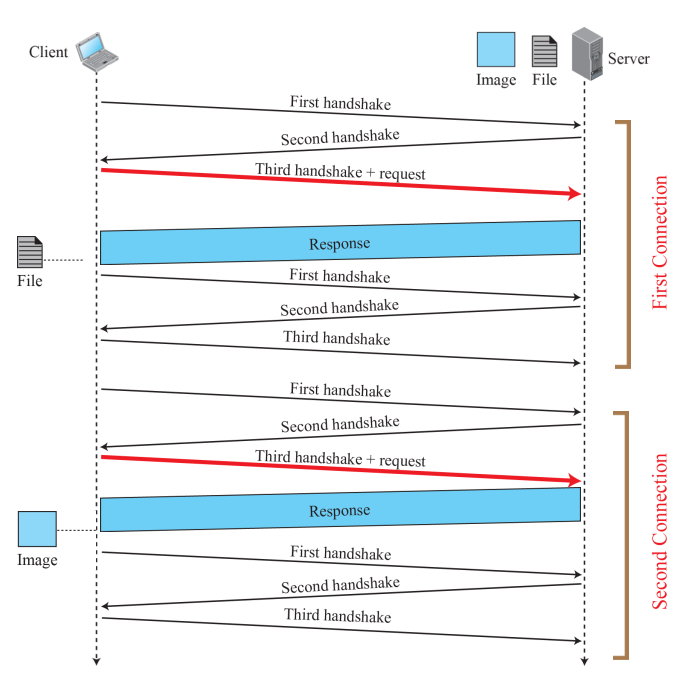 Client
Server
Image
File
First handshake
Second handshake
Third handshake + request
Response
File
First handshake
Second handshake
Third handshake
First Connection
First handshake
Second handshake
Third handshake + request
Response
Image
First handshake
Second handshake
Third handshake
Second Connection